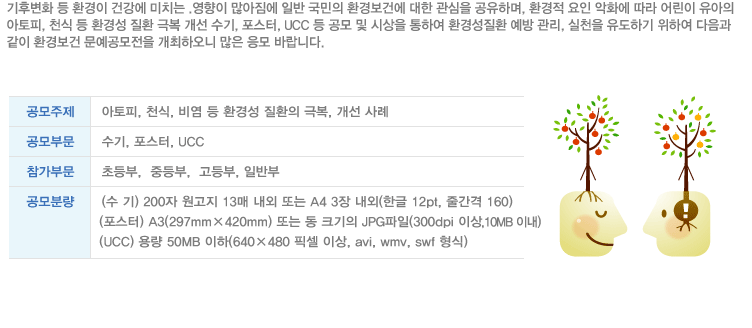 기후변화 등 환경이 건강에 미치는 .영향이 많아짐에 일반 국민의 환경보건에 대한 관심을 공유하며, 환경적 요인 악화에 따라 어린이 유아의
아토피, 천식 등 환경성 질환 극복 개선 수기, 포스터, UCC 등 공모 및 시상을 통하여 환경성질환 예방 관리, 실천을 유도하기 위하여 다음과
같이 환경보건 문예공모전을 개최하오니 많은 응모 바랍니다.
공모주제 아토피, 천식, 비염 등 환경성 질환의 극복, 개선 사례
공모부문 수기, 포스터, UCC
참가부문 초등부, 중등부, 고등부, 일반부
공모분량 (수 기) 200자 원고지 13매 내외 또는 A4 3장 내외(한글 12pt, 줄간격 160)
(포스터) A3(297mm×420mm) 또는 동 크기의 JPG파일(300dpi 이상,10MB 이내)
(UCC) 용량 50MB 이하(640×480 픽셀 이상, avi, wmv, swf 형식)
!